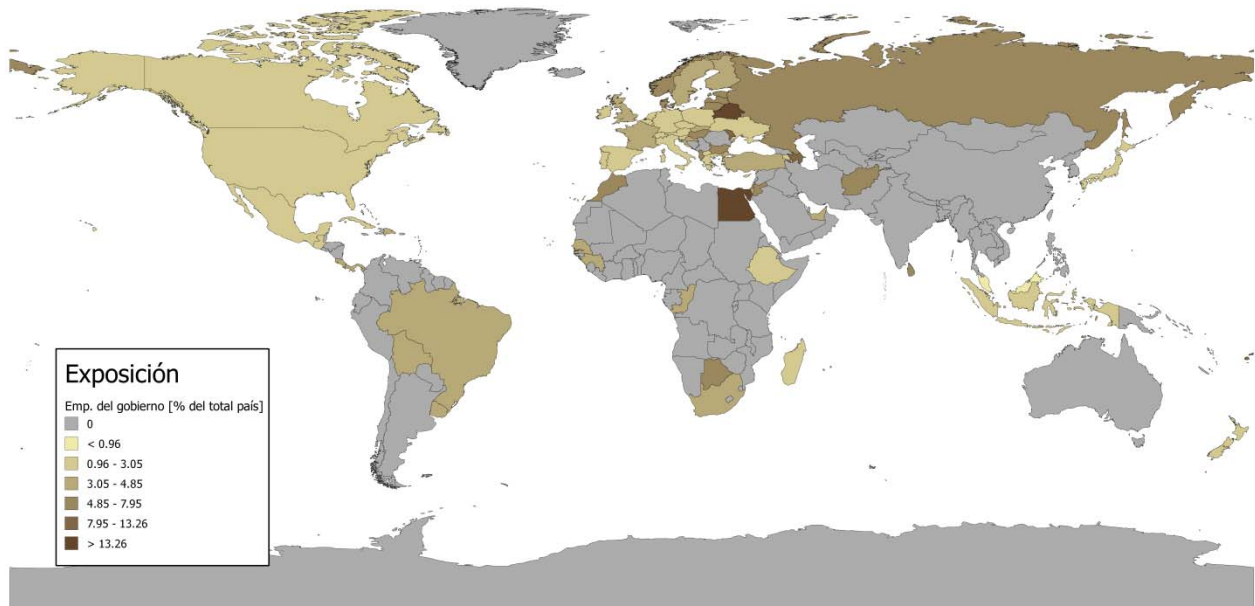 Exposición
Emp. del gobierno [% del total país]
0
< 0.96
0.96 - 3.05
3.05 - 4.85
4.85 - 7.95
7.95 - 13.26
> 13.26